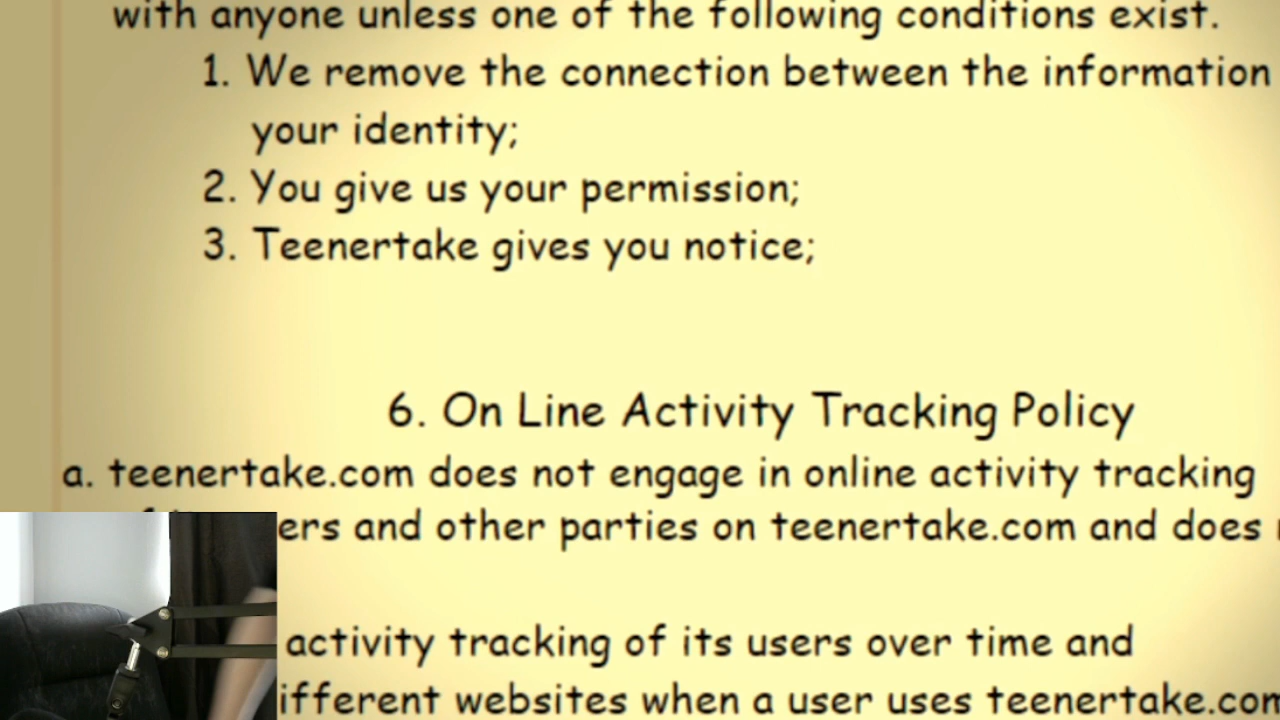 with anyone unless one of the following conditions exist.
1. We remove the connection between the information
your identity;
2. You give us your permission;
3. Teenertake gives you notice;
6. On Line Activity Tracking Policy
a. teenertake.com does not engage in online activity tracking
ers and other parties on teenertake.com and does
activity tracking of its users over time and
ifferent websites when a user uses teenertake.com